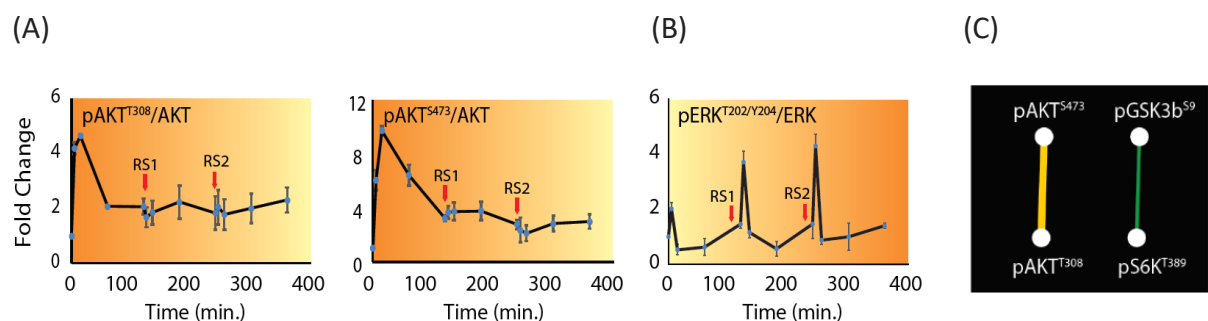 (A)
(B)
(C)
Fold Change
6
4
2
0
pAKTᵀ³⁰⁸/AKT
RS1
RS2
0 100 200 300 400
Time (min.)
12
8
4
0
pAKTˢ⁴⁷³/AKT
RS1
RS2
0 100 200 300 400
Time (min.)
6
4
2
0
pERKᵀ²⁰²/ʸ²⁰⁴/ERK
RS1
RS2
0 100 200 300 400
Time (min.)
pAKTˢ⁴⁷³ pGSK3bˢ⁹
pAKTᵀ³⁰⁸ pS6Kᵀ³⁸⁹